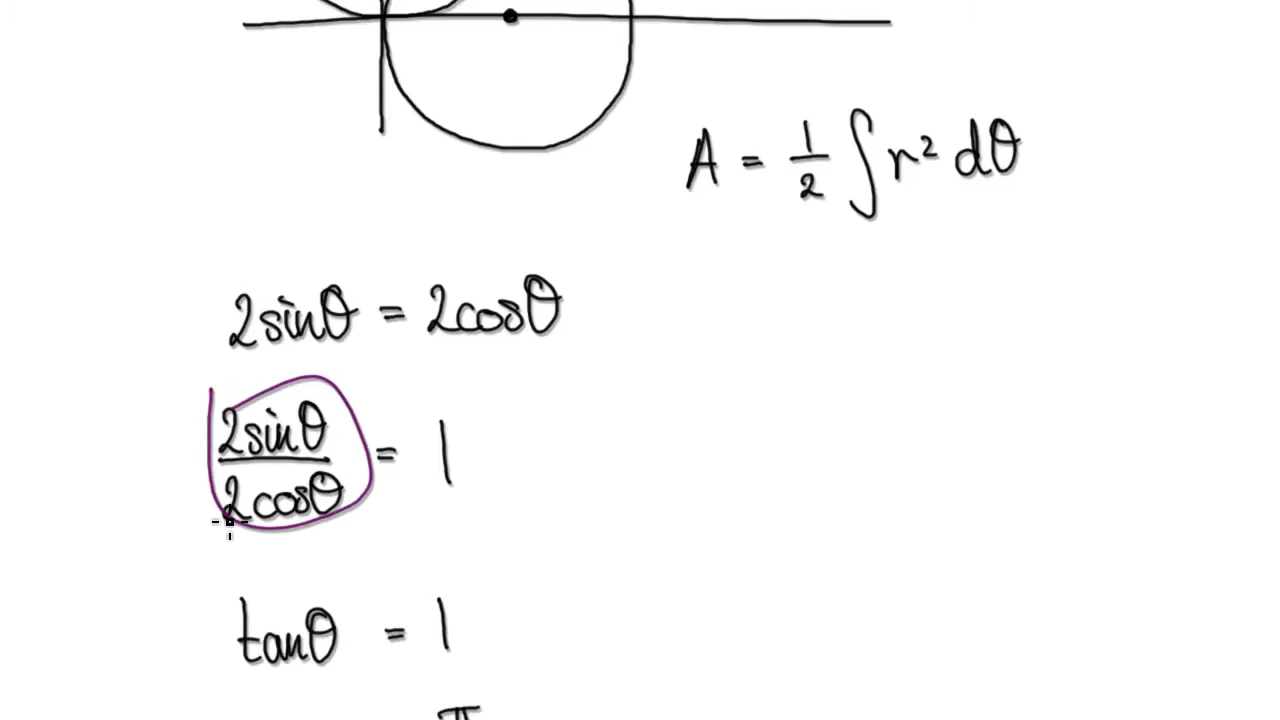 A = 1/2 ∫ r² dθ
2sinθ = 2cosθ
2sinθ/2cosθ = 1
tanθ = 1
π